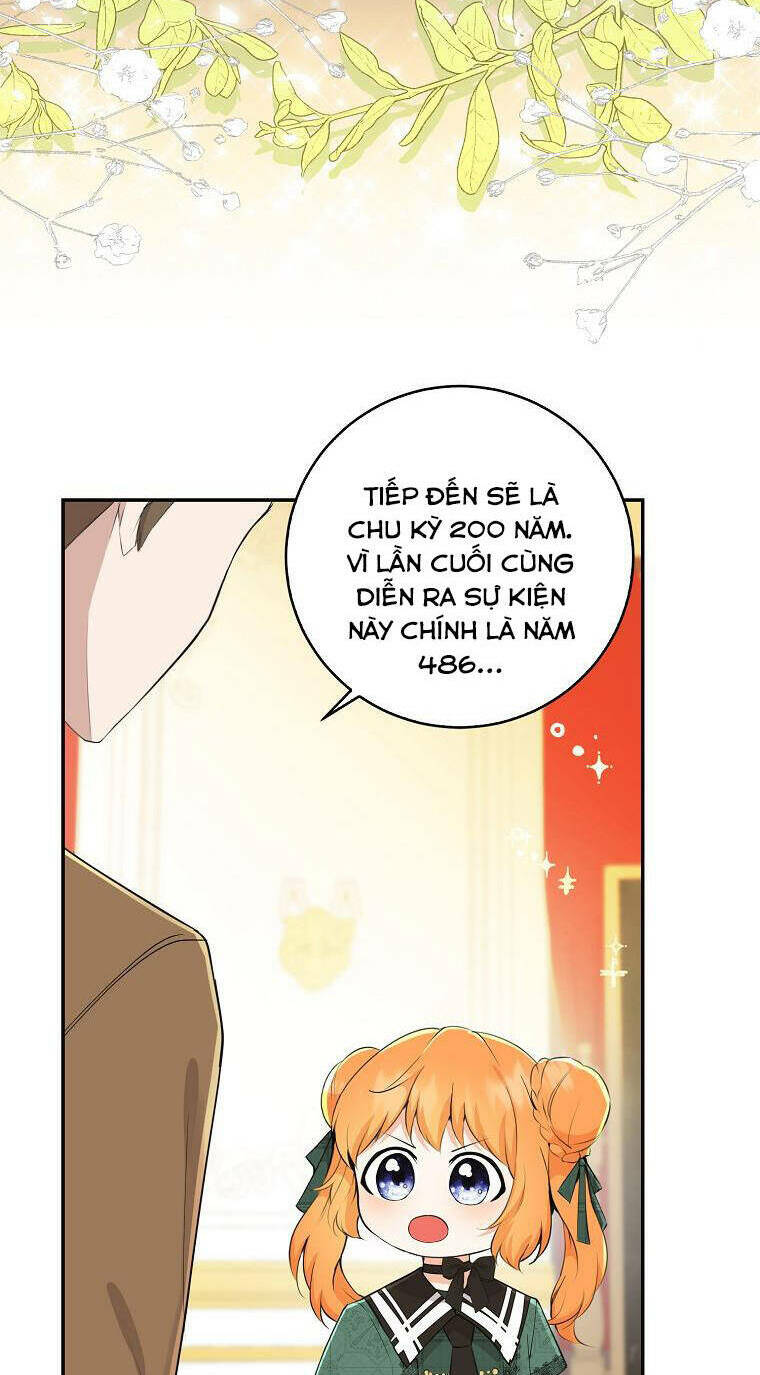 TIẾP ĐẾN SẼ LÀ
CHU KỲ 200 NĂM.
VÌ LẦN CUỐI CÙNG
DIỄN RA SỰ KIỆN
NÀY CHÍNH LÀ NĂM
486...